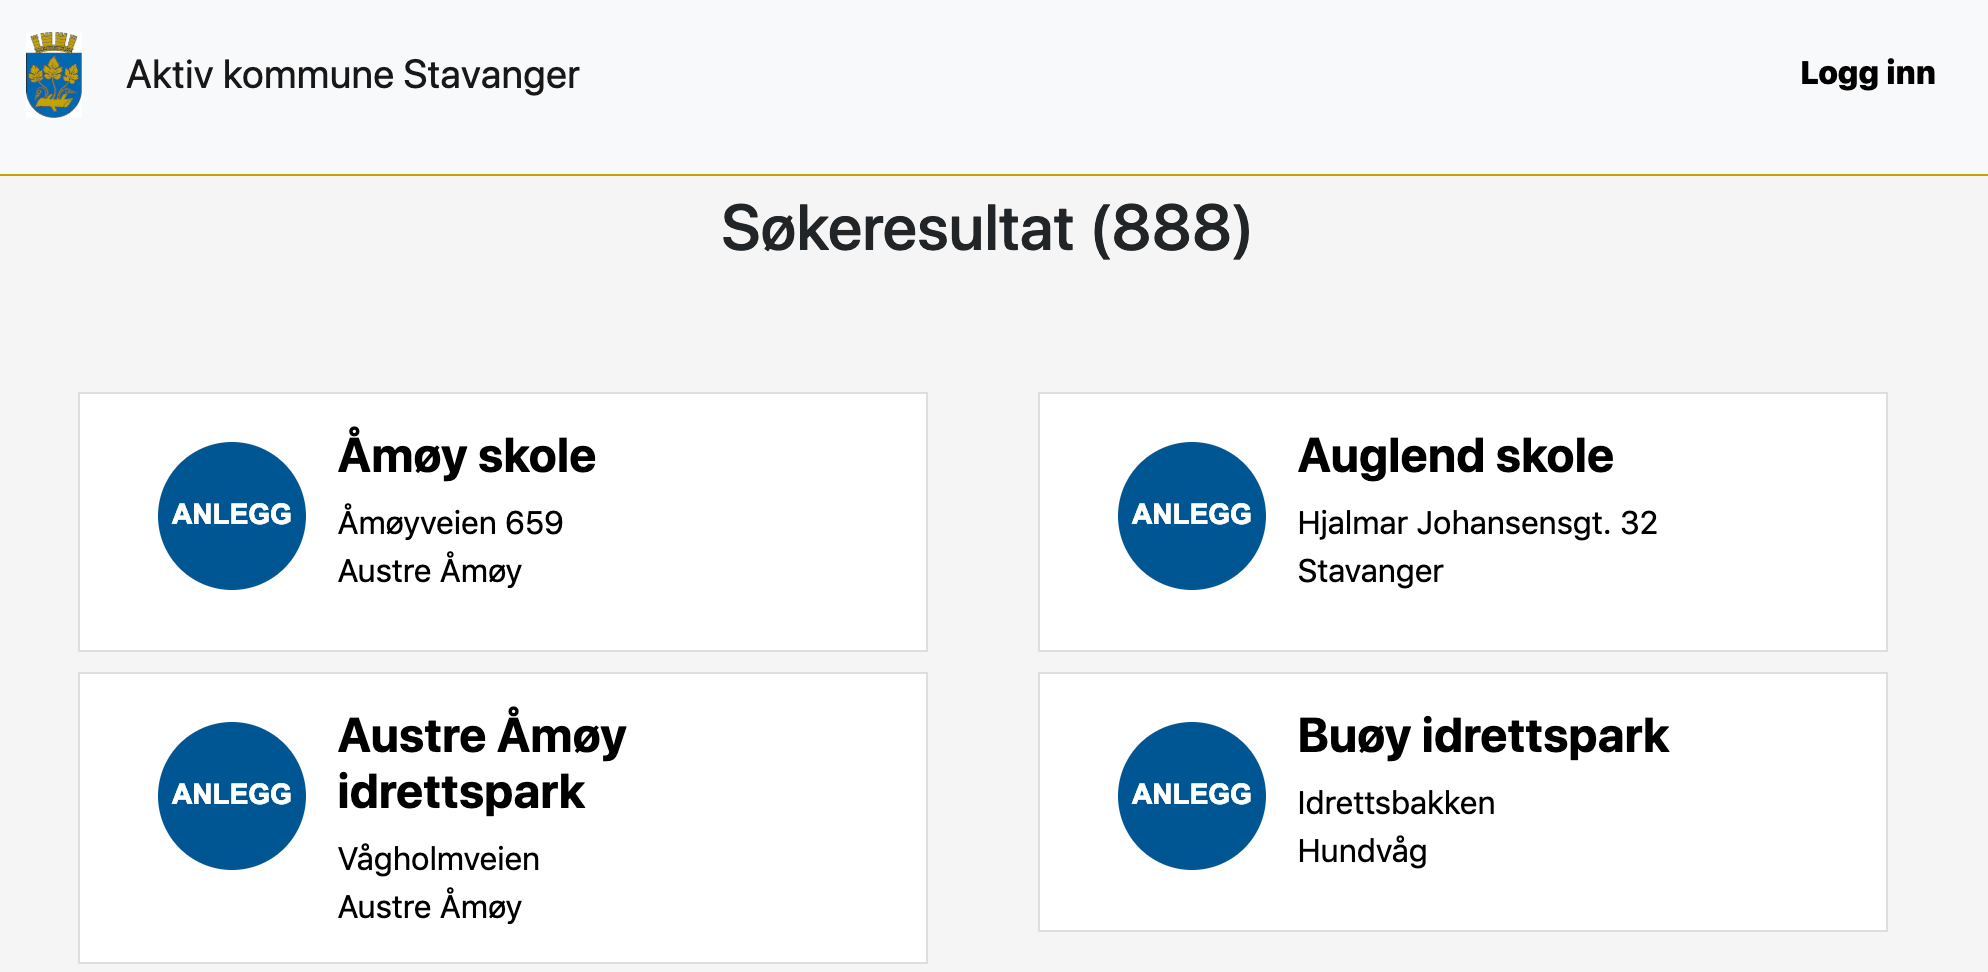 Aktiv kommune Stavanger
Logg inn
Søkeresultat (888)
ANLEGG
Åmøy skole
Åmøyveien 659
Austre Åmøy
ANLEGG
Auglend skole
Hjalmar Johansensgt. 32
Stavanger
ANLEGG
Austre Åmøy
idrettspark
Vågholmveien
Austre Åmøy
ANLEGG
Buøy idrettspark
Idrettsbakken
Hundvåg